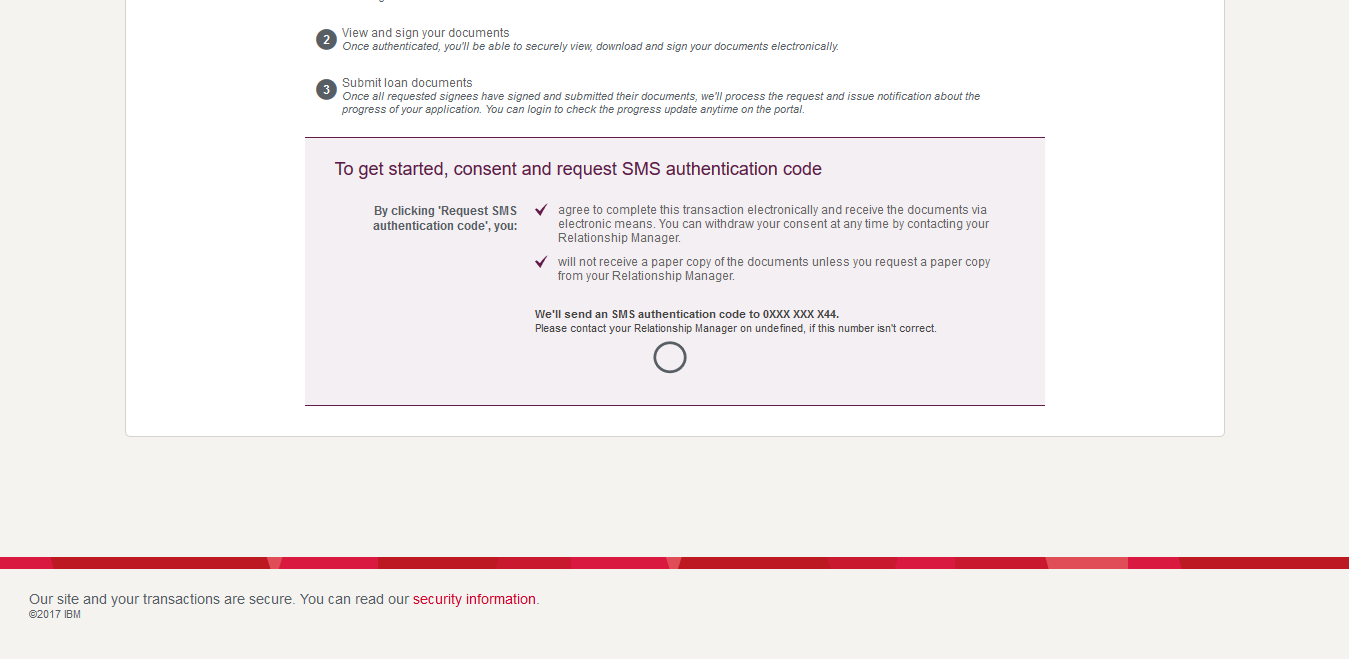 2 View and sign your documents
Once authenticated, you'll be able to securely view, download and sign your documents electronically.
3 Submit loan documents
Once all requested signees have signed and submitted their documents, we'll process the request and issue notification about the
progress of your application. You can login to check the progress update anytime on the portal.
To get started, consent and request SMS authentication code
By clicking 'Request SMS
authentication code', you:
agree to complete this transaction electronically and receive the documents via
electronic means. You can withdraw your consent at any time by contacting your
Relationship Manager.
will not receive a paper copy of the documents unless you request a paper copy
from your Relationship Manager.
We'll send an SMS authentication code to 0XXX XXX X44.
Please contact your Relationship Manager on undefined, if this number isn't correct.
Our site and your transactions are secure. You can read our security information.
©2017 IBM